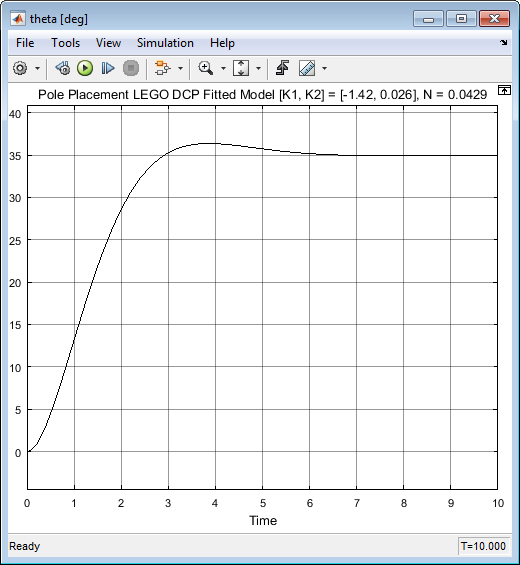 theta [deg]
File Tools View Simulation Help
Pole Placement LEGO DCP Fitted Model [K1, K2] = [-1.42, 0.026], N = 0.0429
40
35
30
25
20
15
10
5
0
0 1 2 3 4 5 6 7 8 9 10
Time
Ready T=10.000